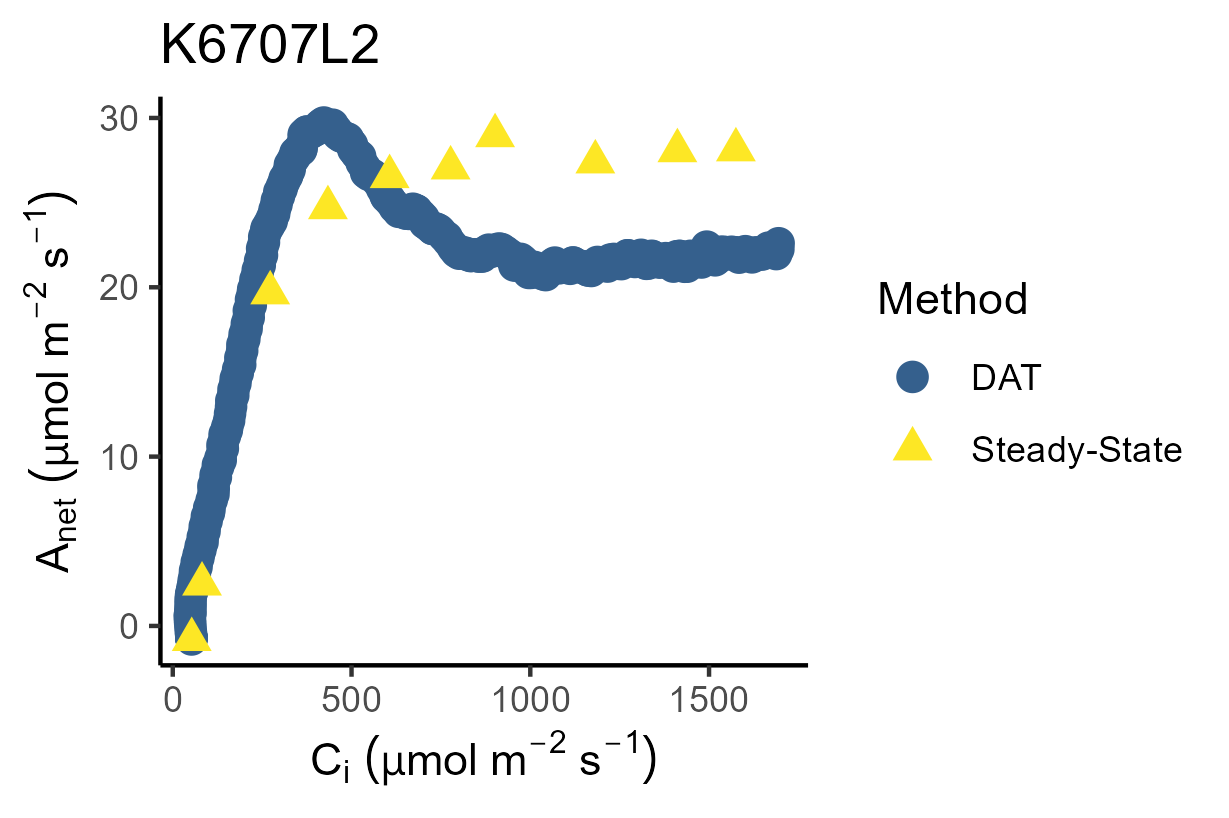 K6707L2
30
20
10
0
A_net (μmol m⁻² s⁻¹)
0 500 1000 1500
C_i (μmol m⁻² s⁻¹)
Method
DAT
Steady-State